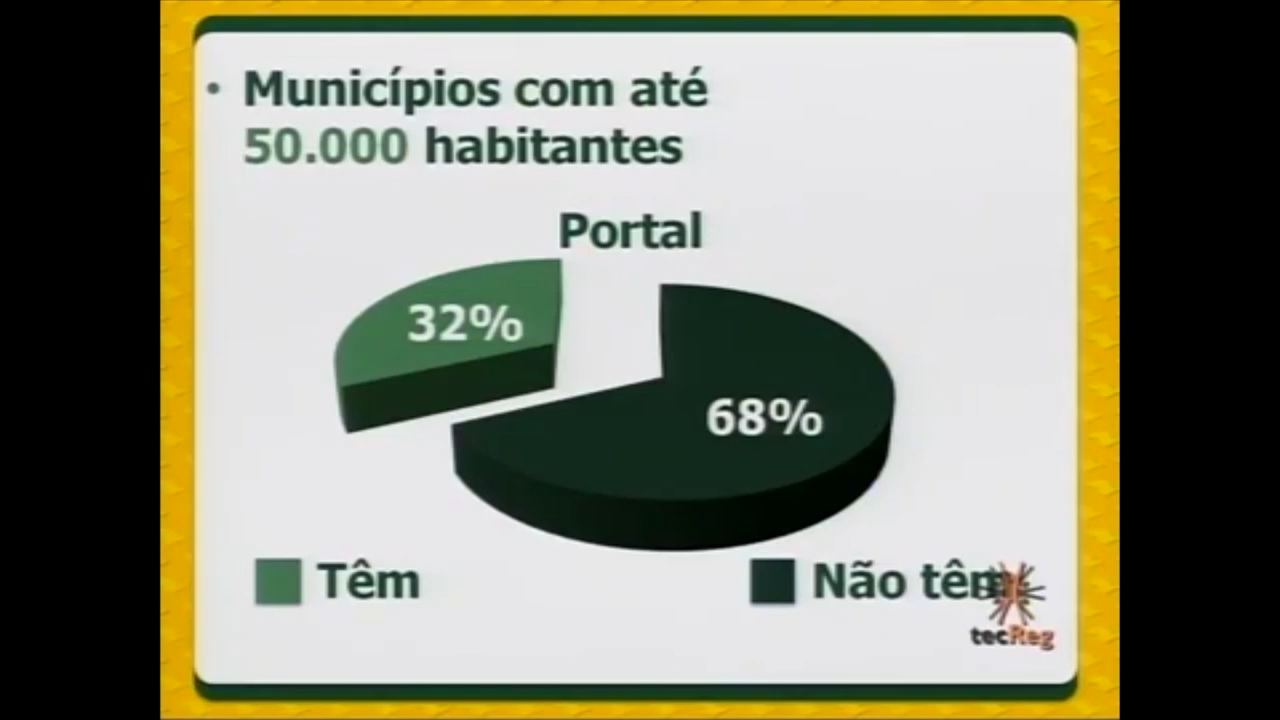 • Municípios com até
50.000 habitantes
Portal
32%
68%
Têm
Não têm
tecReg